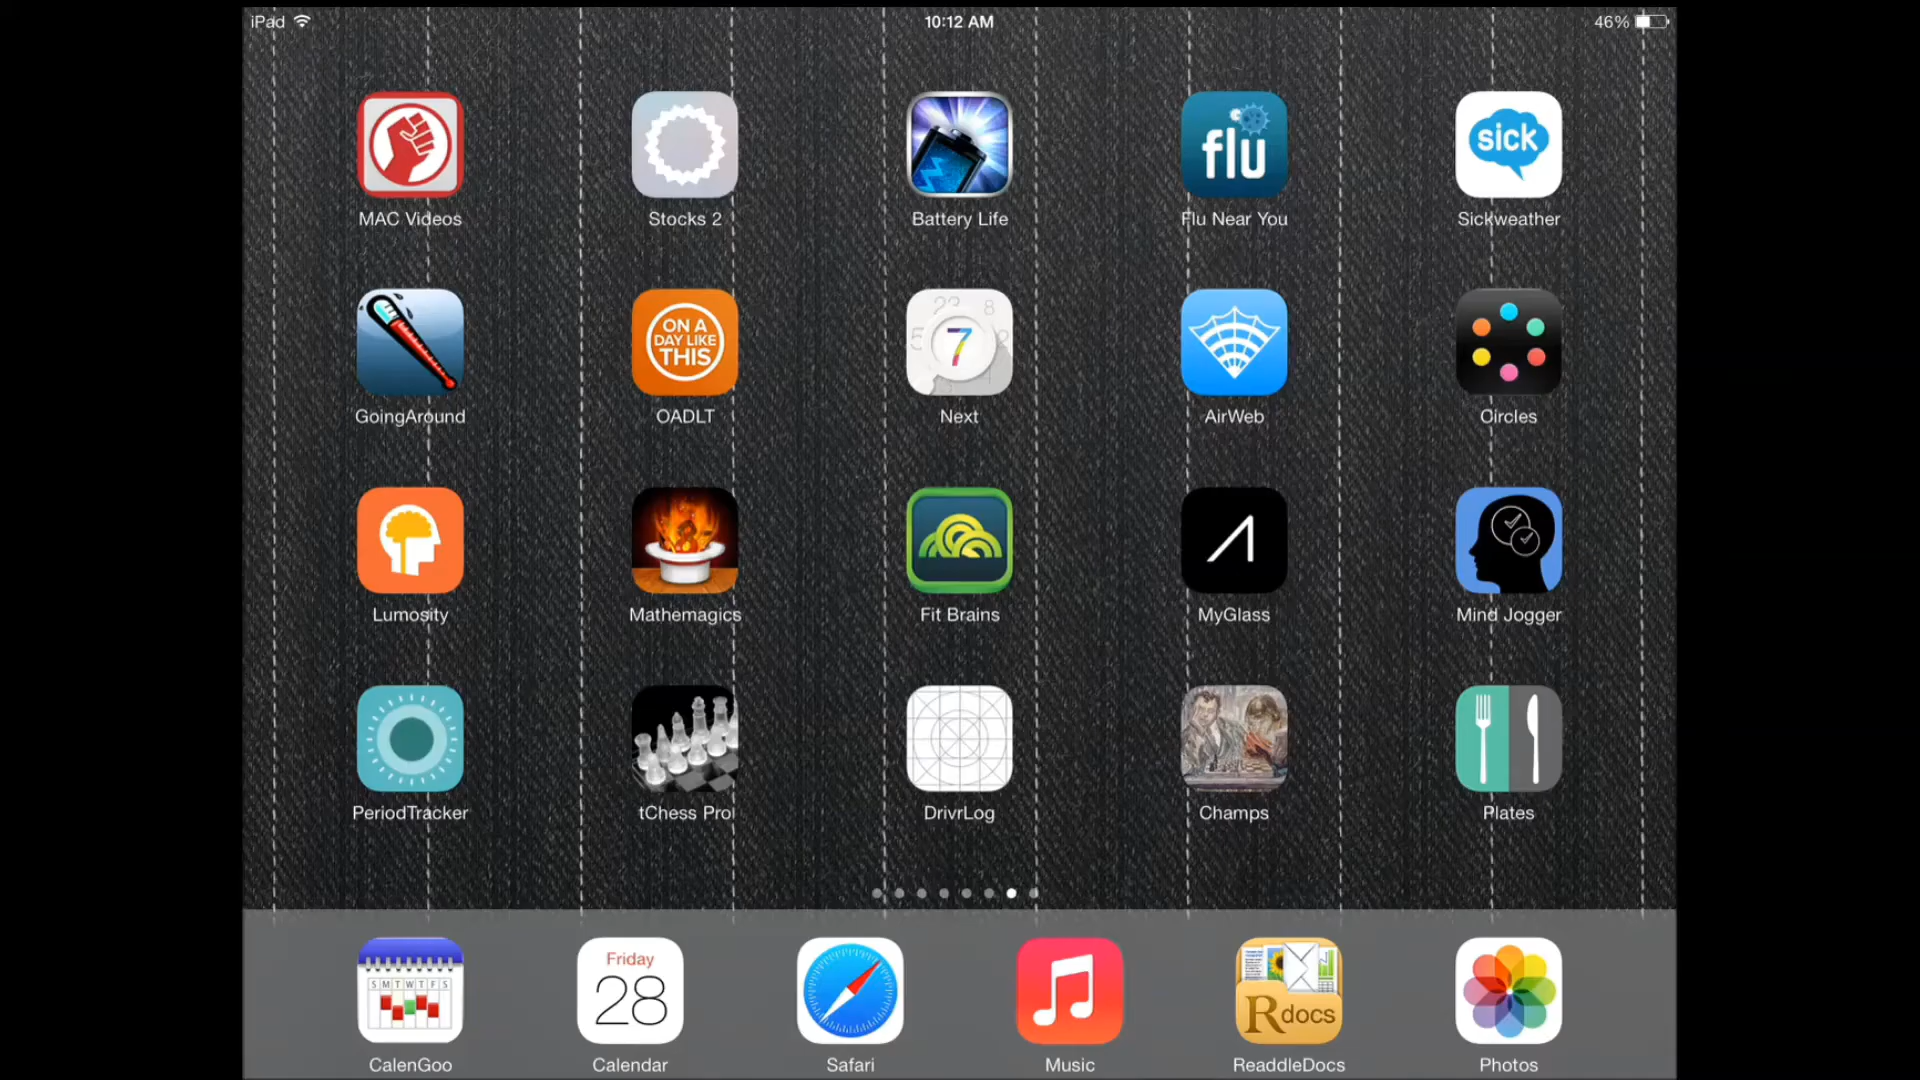 iPad 10:12 AM 46%
flu
sick
MAC Videos Stocks 2 Battery Life Flu Near You Sickweather
ON A
DAY LIKE
THIS
7
GoingAround OADLT Next AirWeb Circles
Lumosity Mathemagics Fit Brains MyGlass Mind Jogger
PeriodTracker tChess Pro DrivrLog Champs Plates
S M T W T F S
Friday
28
Rdocs
CalenGoo Calendar Safari Music ReaddleDocs Photos